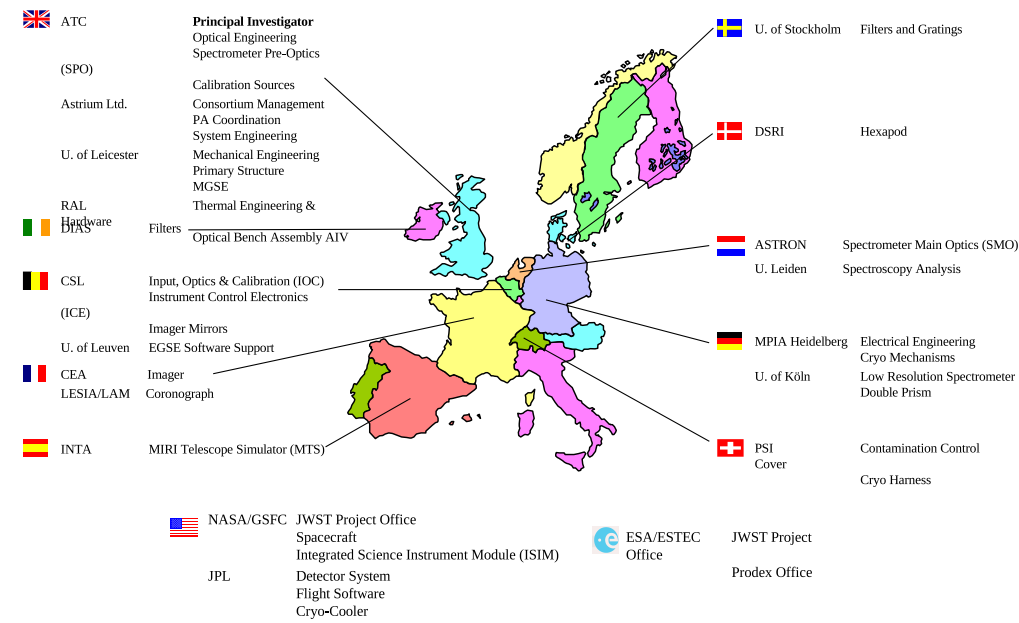 ATC Principal Investigator
Optical Engineering
Spectrometer Pre-Optics
(SPO)
Calibration Sources
Astrium Ltd. Consortium Management
PA Coordination
System Engineering
U. of Leicester Mechanical Engineering
Primary Structure
MGSE
RAL Thermal Engineering &
Hardware
DIAS Filters
Optical Bench Assembly AIV
CSL Input, Optics & Calibration (IOC)
Instrument Control Electronics
(ICE)
Imager Mirrors
U. of Leuven EGSE Software Support
CEA Imager
LESIA/LAM Coronograph
INTA MIRI Telescope Simulator (MTS)
U. of Stockholm Filters and Gratings
DSRI Hexapod
ASTRON Spectrometer Main Optics (SMO)
U. Leiden Spectroscopy Analysis
MPIA Heidelberg Electrical Engineering
Cryo Mechanisms
U. of Köln Low Resolution Spectrometer
Double Prism
PSI Contamination Control
Cover
Cryo Harness
NASA/GSFC JWST Project Office
Spacecraft
Integrated Science Instrument Module (ISIM)
JPL Detector System
Flight Software
Cryo-Cooler
ESA/ESTEC JWST Project
Office
Prodex Office